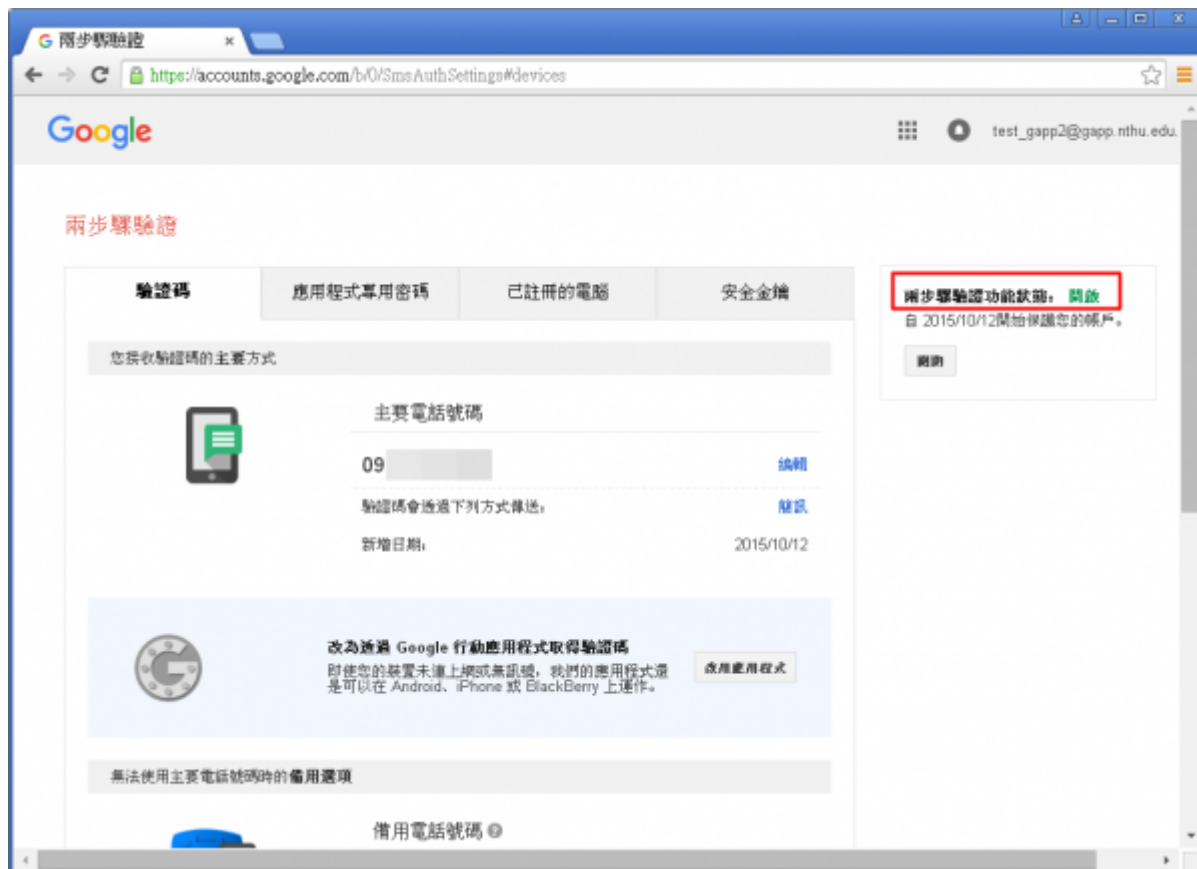 兩步驟驗證
https://accounts.google.com/b/0/SmsAuthSettings#devices
Google
test_gapp2@gapp.nthu.edu.
兩步驟驗證
驗證碼
應用程式專用密碼
已註冊的電腦
安全金鑰
兩步驟驗證功能狀態： 開啟
自 2015/10/12開始保護您的帳戶。
關閉
您接收驗證碼的主要方式
主要電話號碼
09
編輯
驗證碼會透過下列方式傳送：
簡訊
新增日期：
2015/10/12
改為透過 Google 行動應用程式取得驗證碼
即使您的裝置未連上網或無訊號，我們的應用程式還
是可以在 Android、iPhone 或 BlackBerry 上運作。
改用應用程式
無法使用主要電話號碼時的備用選項
備用電話號碼